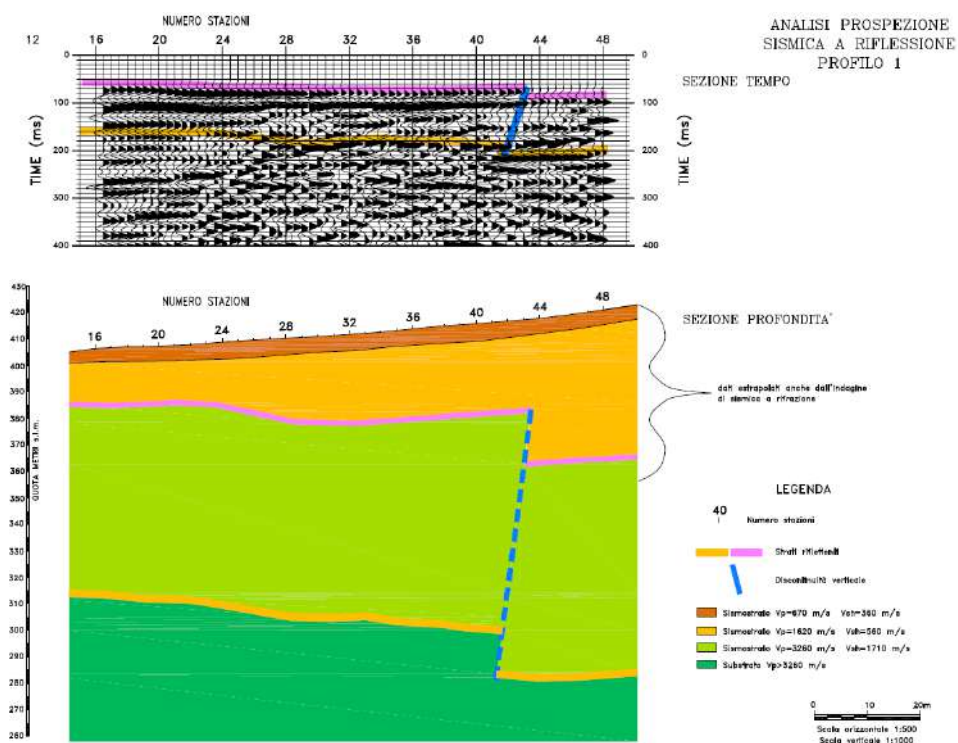 NUMERO STAZIONI
ANALISI PROSPEZIONE
SISMICA A RIFLESSIONE
PROFILO 1
12 16 20 24 28 32 36 40 44 48
SEZIONE TEMPO
0 0
100 100
200 200
300 300
400 400
TIME (ms)
TIME (ms)
NUMERO STAZIONI
16 20 24 28 32 36 40 44 48
SEZIONE PROFONDITA'
430
420
410
400
390
380
370
360
350
340
330
320
310
300
290
280
270
260
QUOTA METRI s.l.m.
dati estrapolati anche dall'indagine
di sismica a rifrazione
LEGENDA
40 Numero stazioni
Strati riflettenti
Discontinuità verticale
Sismostrato Vp=670 m/s Vsh=360 m/s
Sismostrato Vp=1620 m/s Vsh=560 m/s
Sismostrato Vp=3260 m/s Vsh=1710 m/s
Substrato Vp>3260 m/s
0 10 20m
Scala orizzontale 1:500
Scala verticale 1:1000